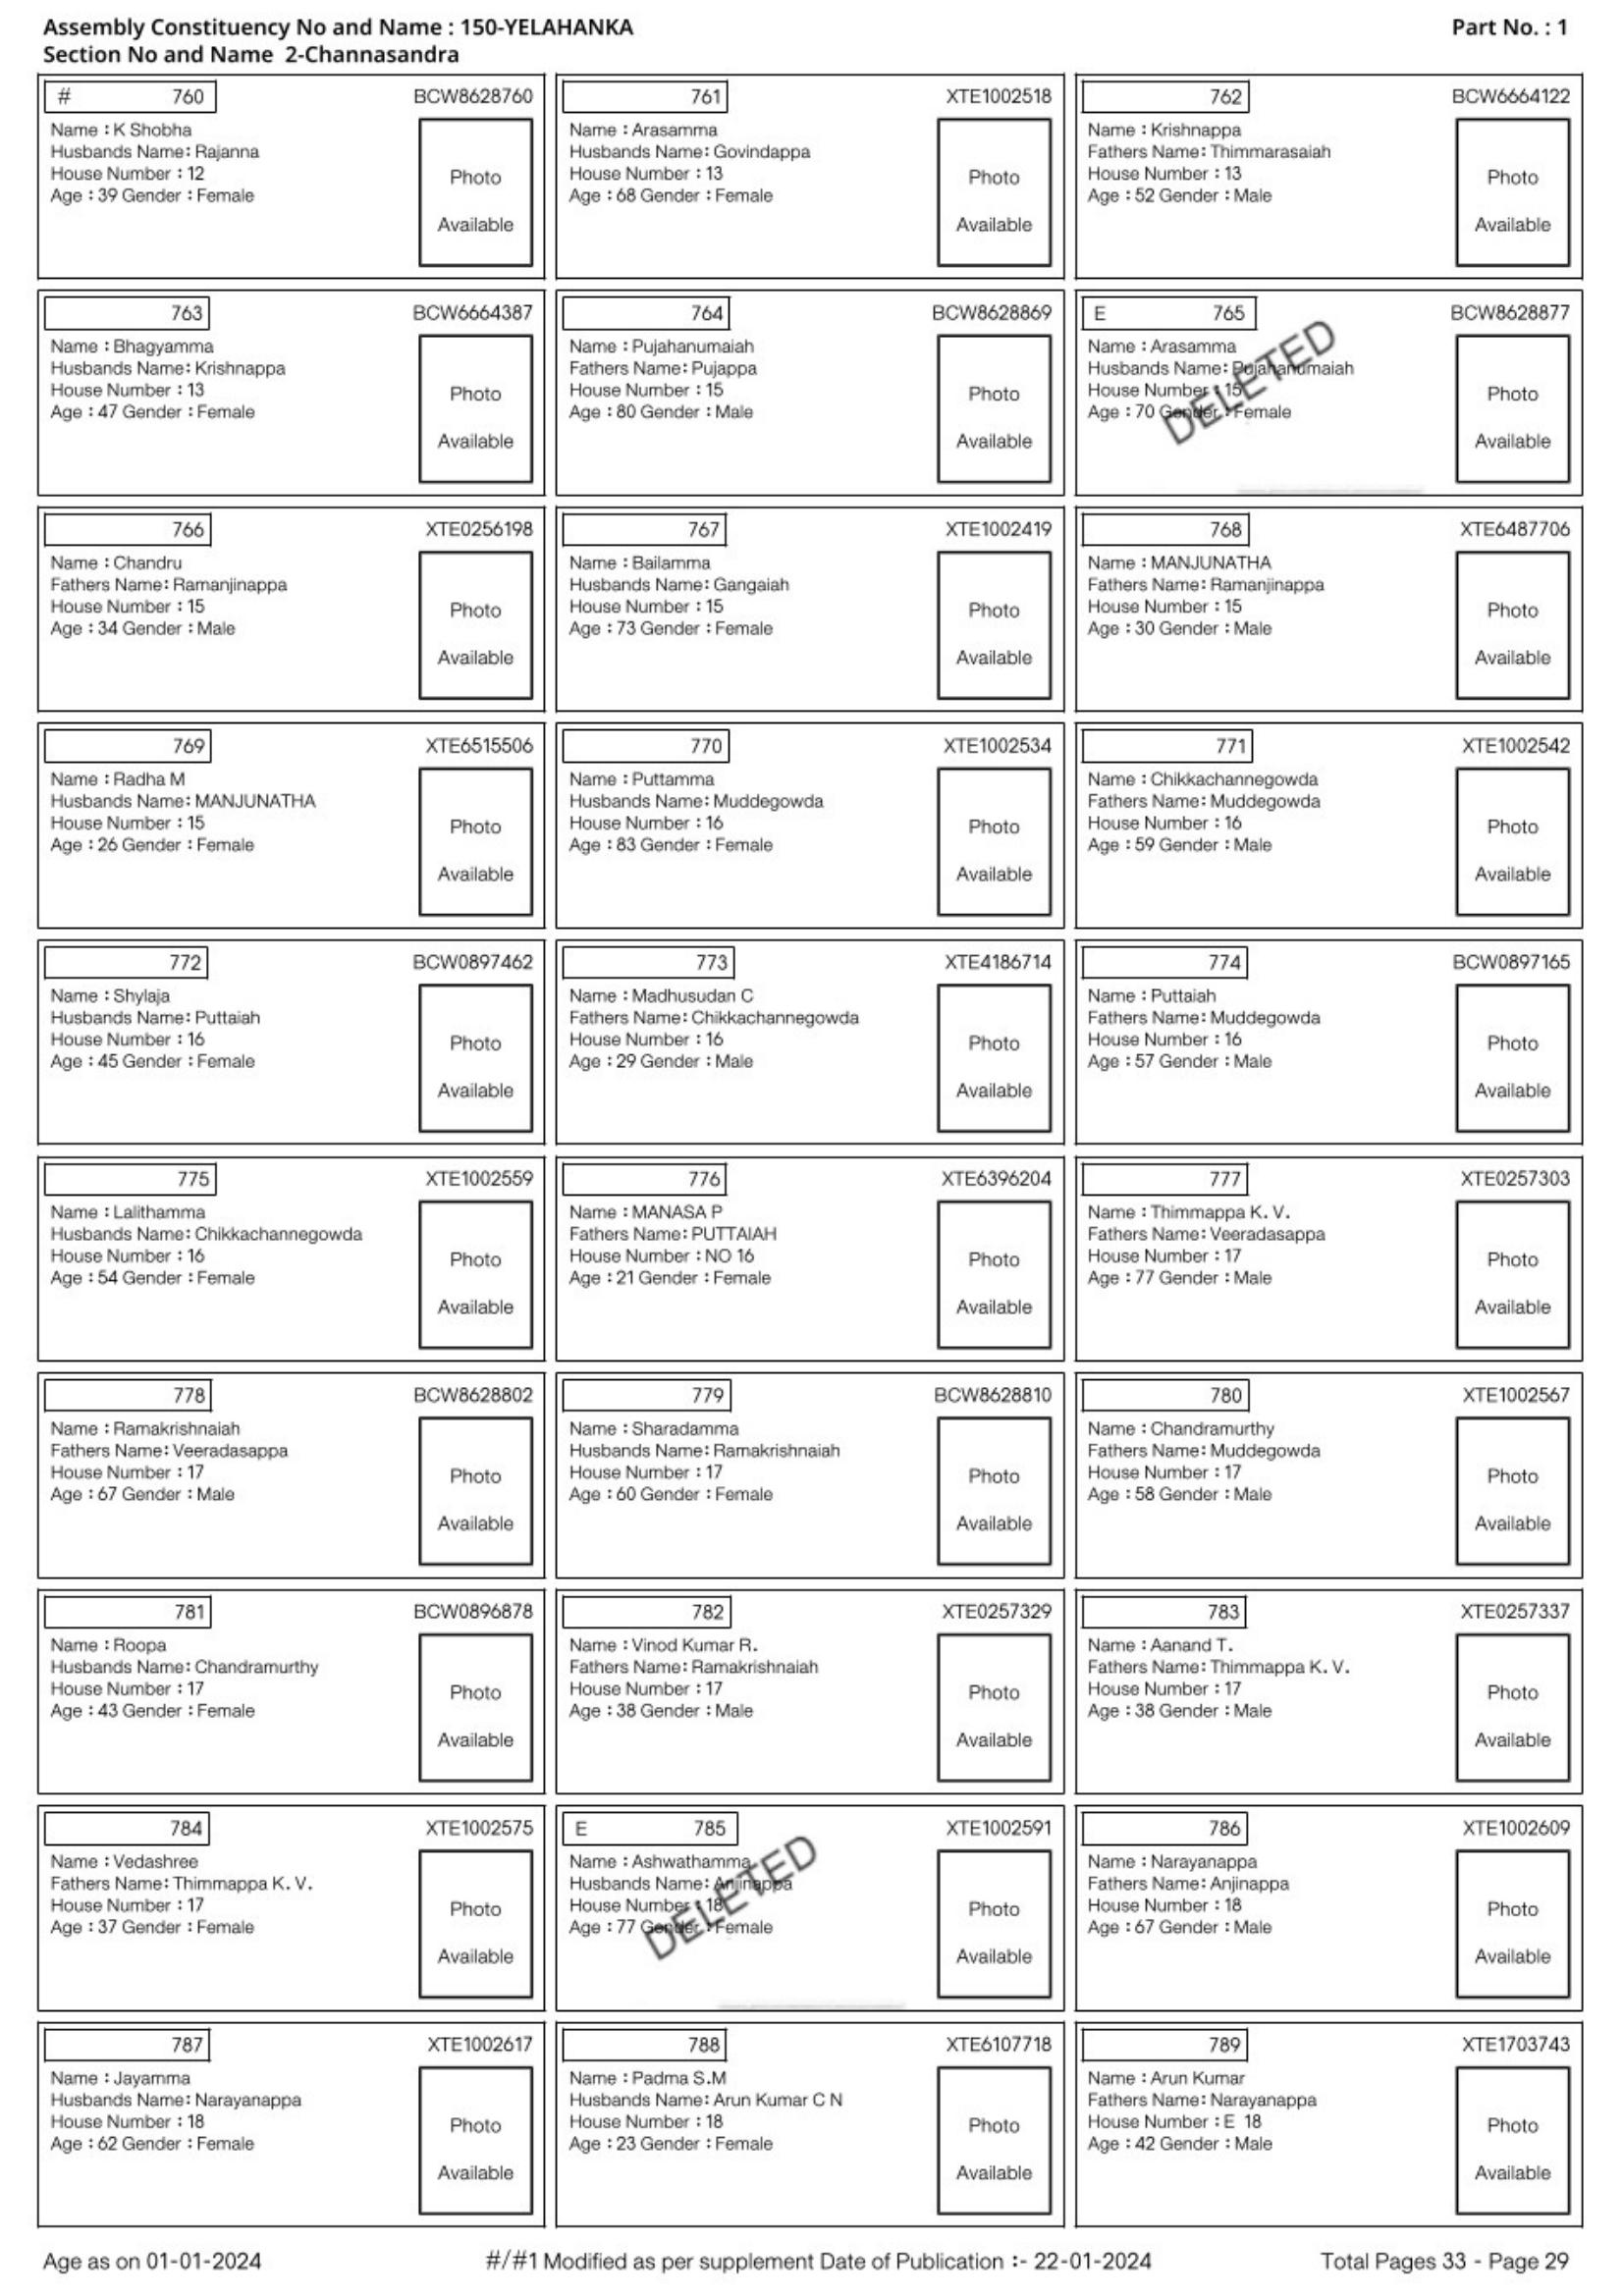 Assembly Constituency No and Name : 150-YELAHANKA
Part No. : 1
Section No and Name 2-Channasandra
# 760 BCW8628760
Name : K Shobha
Husbands Name: Rajanna
House Number : 12
Age : 39 Gender : Female
Photo
Available
761 XTE1002518
Name : Arasamma
Husbands Name: Govindappa
House Number : 13
Age : 68 Gender : Female
Photo
Available
762 BCW6664122
Name : Krishnappa
Fathers Name: Thimmarasaiah
House Number : 13
Age : 52 Gender : Male
Photo
Available
763 BCW6664387
Name : Bhagyamma
Husbands Name: Krishnappa
House Number : 13
Age : 47 Gender : Female
Photo
Available
764 BCW8628869
Name : Pujahanumaiah
Fathers Name: Pujappa
House Number : 15
Age : 80 Gender : Male
Photo
Available
E 765 BCW8628877
Name : Arasamma
Husbands Name: Pujahanumaiah
House Number : 15
Age : 70 Gender : Female
DELETED
Photo
Available
766 XTE0256198
Name : Chandru
Fathers Name: Ramanjinappa
House Number : 15
Age : 34 Gender : Male
Photo
Available
767 XTE1002419
Name : Bailamma
Husbands Name: Gangaiah
House Number : 15
Age : 73 Gender : Female
Photo
Available
768 XTE6487706
Name : MANJUNATHA
Fathers Name: Ramanjinappa
House Number : 15
Age : 30 Gender : Male
Photo
Available
769 XTE6515506
Name : Radha M
Husbands Name: MANJUNATHA
House Number : 15
Age : 26 Gender : Female
Photo
Available
770 XTE1002534
Name : Puttamma
Husbands Name: Muddegowda
House Number : 16
Age : 83 Gender : Female
Photo
Available
771 XTE1002542
Name : Chikkachannegowda
Fathers Name: Muddegowda
House Number : 16
Age : 59 Gender : Male
Photo
Available
772 BCW0897462
Name : Shylaja
Husbands Name: Puttaiah
House Number : 16
Age : 45 Gender : Female
Photo
Available
773 XTE4186714
Name : Madhusudan C
Fathers Name: Chikkachannegowda
House Number : 16
Age : 29 Gender : Male
Photo
Available
774 BCW0897165
Name : Puttaiah
Fathers Name: Muddegowda
House Number : 16
Age : 57 Gender : Male
Photo
Available
775 XTE1002559
Name : Lalithamma
Husbands Name: Chikkachannegowda
House Number : 16
Age : 54 Gender : Female
Photo
Available
776 XTE6396204
Name : MANASA P
Fathers Name: PUTTAIAH
House Number : NO 16
Age : 21 Gender : Female
Photo
Available
777 XTE0257303
Name : Thimmappa K. V.
Fathers Name: Veeradasappa
House Number : 17
Age : 77 Gender : Male
Photo
Available
778 BCW8628802
Name : Ramakrishnaiah
Fathers Name: Veeradasappa
House Number : 17
Age : 67 Gender : Male
Photo
Available
779 BCW8628810
Name : Sharadamma
Husbands Name: Ramakrishnaiah
House Number : 17
Age : 60 Gender : Female
Photo
Available
780 XTE1002567
Name : Chandramurthy
Fathers Name: Muddegowda
House Number : 17
Age : 58 Gender : Male
Photo
Available
781 BCW0896878
Name : Roopa
Husbands Name: Chandramurthy
House Number : 17
Age : 43 Gender : Female
Photo
Available
782 XTE0257329
Name : Vinod Kumar R.
Fathers Name: Ramakrishnaiah
House Number : 17
Age : 38 Gender : Male
Photo
Available
783 XTE0257337
Name : Aanand T.
Fathers Name: Thimmappa K. V.
House Number : 17
Age : 38 Gender : Male
Photo
Available
784 XTE1002575
Name : Vedashree
Fathers Name: Thimmappa K. V.
House Number : 17
Age : 37 Gender : Female
Photo
Available
E 785 XTE1002591
Name : Ashwathamma
Husbands Name: Anjinappa
House Number : 18
Age : 77 Gender : Female
DELETED
Photo
Available
786 XTE1002609
Name : Narayanappa
Fathers Name: Anjinappa
House Number : 18
Age : 67 Gender : Male
Photo
Available
787 XTE1002617
Name : Jayamma
Husbands Name: Narayanappa
House Number : 18
Age : 62 Gender : Female
Photo
Available
788 XTE6107718
Name : Padma S.M
Husbands Name: Arun Kumar C N
House Number : 18
Age : 23 Gender : Female
Photo
Available
789 XTE1703743
Name : Arun Kumar
Fathers Name: Narayanappa
House Number : E 18
Age : 42 Gender : Male
Photo
Available
Age as on 01-01-2024
#/#1 Modified as per supplement Date of Publication :- 22-01-2024
Total Pages 33 - Page 29